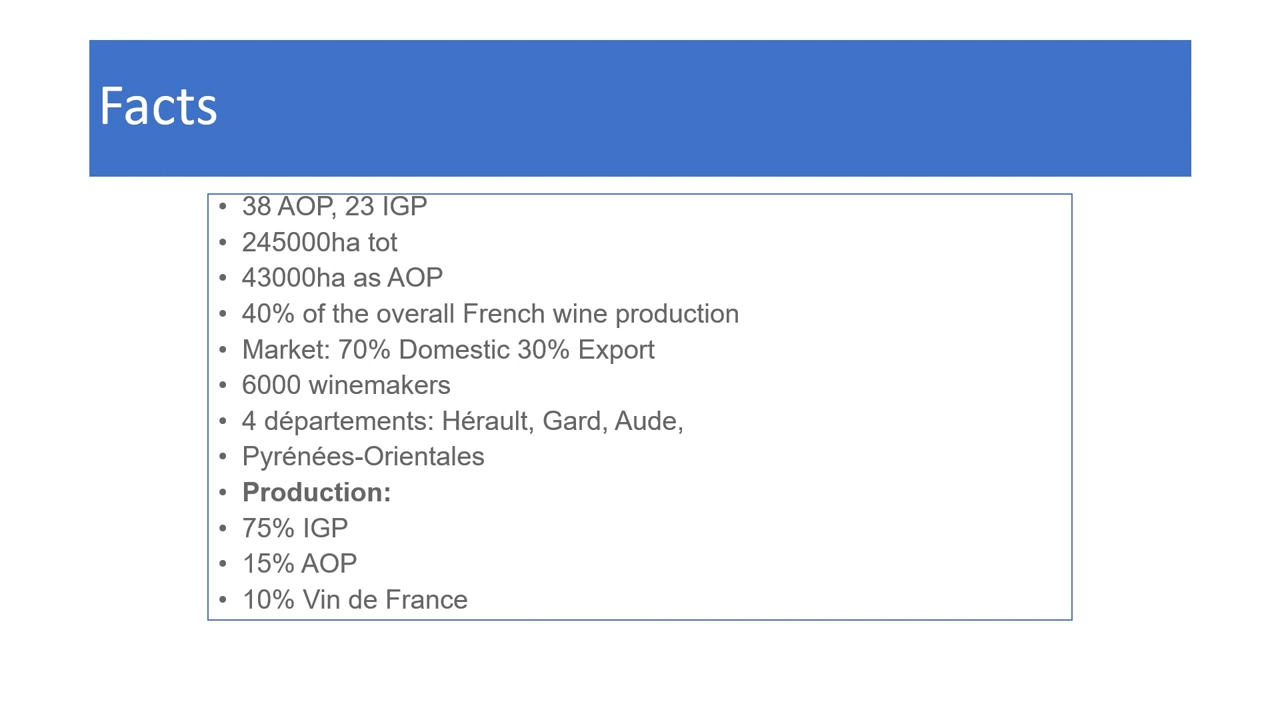 Facts
• 38 AOP, 23 IGP
• 245000ha tot
• 43000ha as AOP
• 40% of the overall French wine production
• Market: 70% Domestic 30% Export
• 6000 winemakers
• 4 départements: Hérault, Gard, Aude,
• Pyrénées-Orientales
• Production:
• 75% IGP
• 15% AOP
• 10% Vin de France